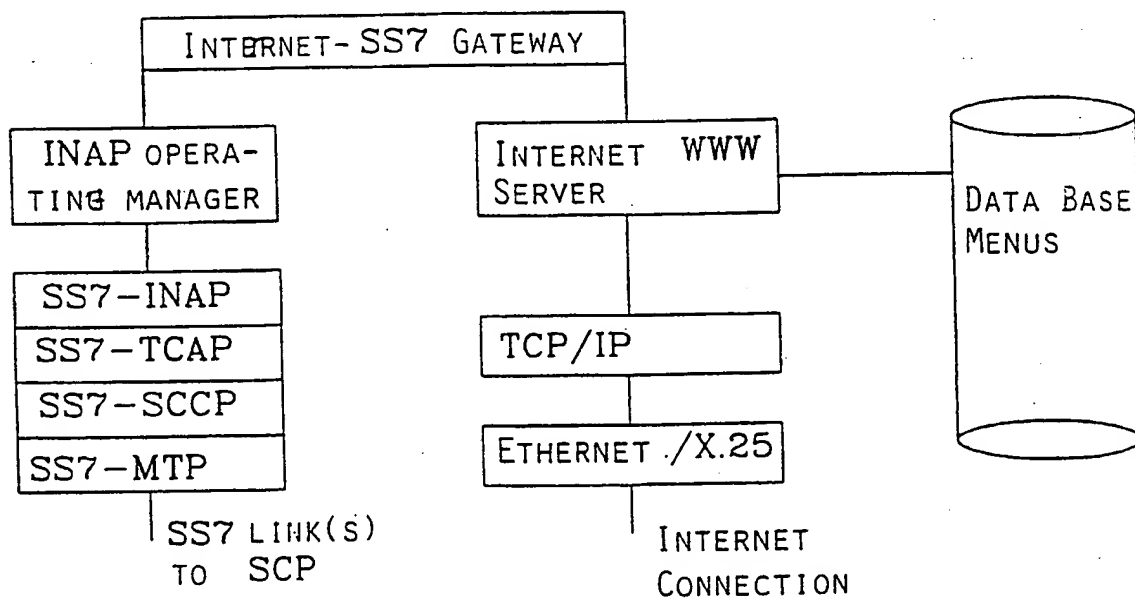 INTERNET-SS7 GATEWAY
INAP OPERA-
TING MANAGER
SS7-INAP
SS7-TCAP
SS7-SCCP
SS7-MTP
SS7 LINK(S)
TO SCP
INTERNET WWW
SERVER
TCP/IP
ETHERNET ./X.25
INTERNET
CONNECTION
DATA BASE
MENUS